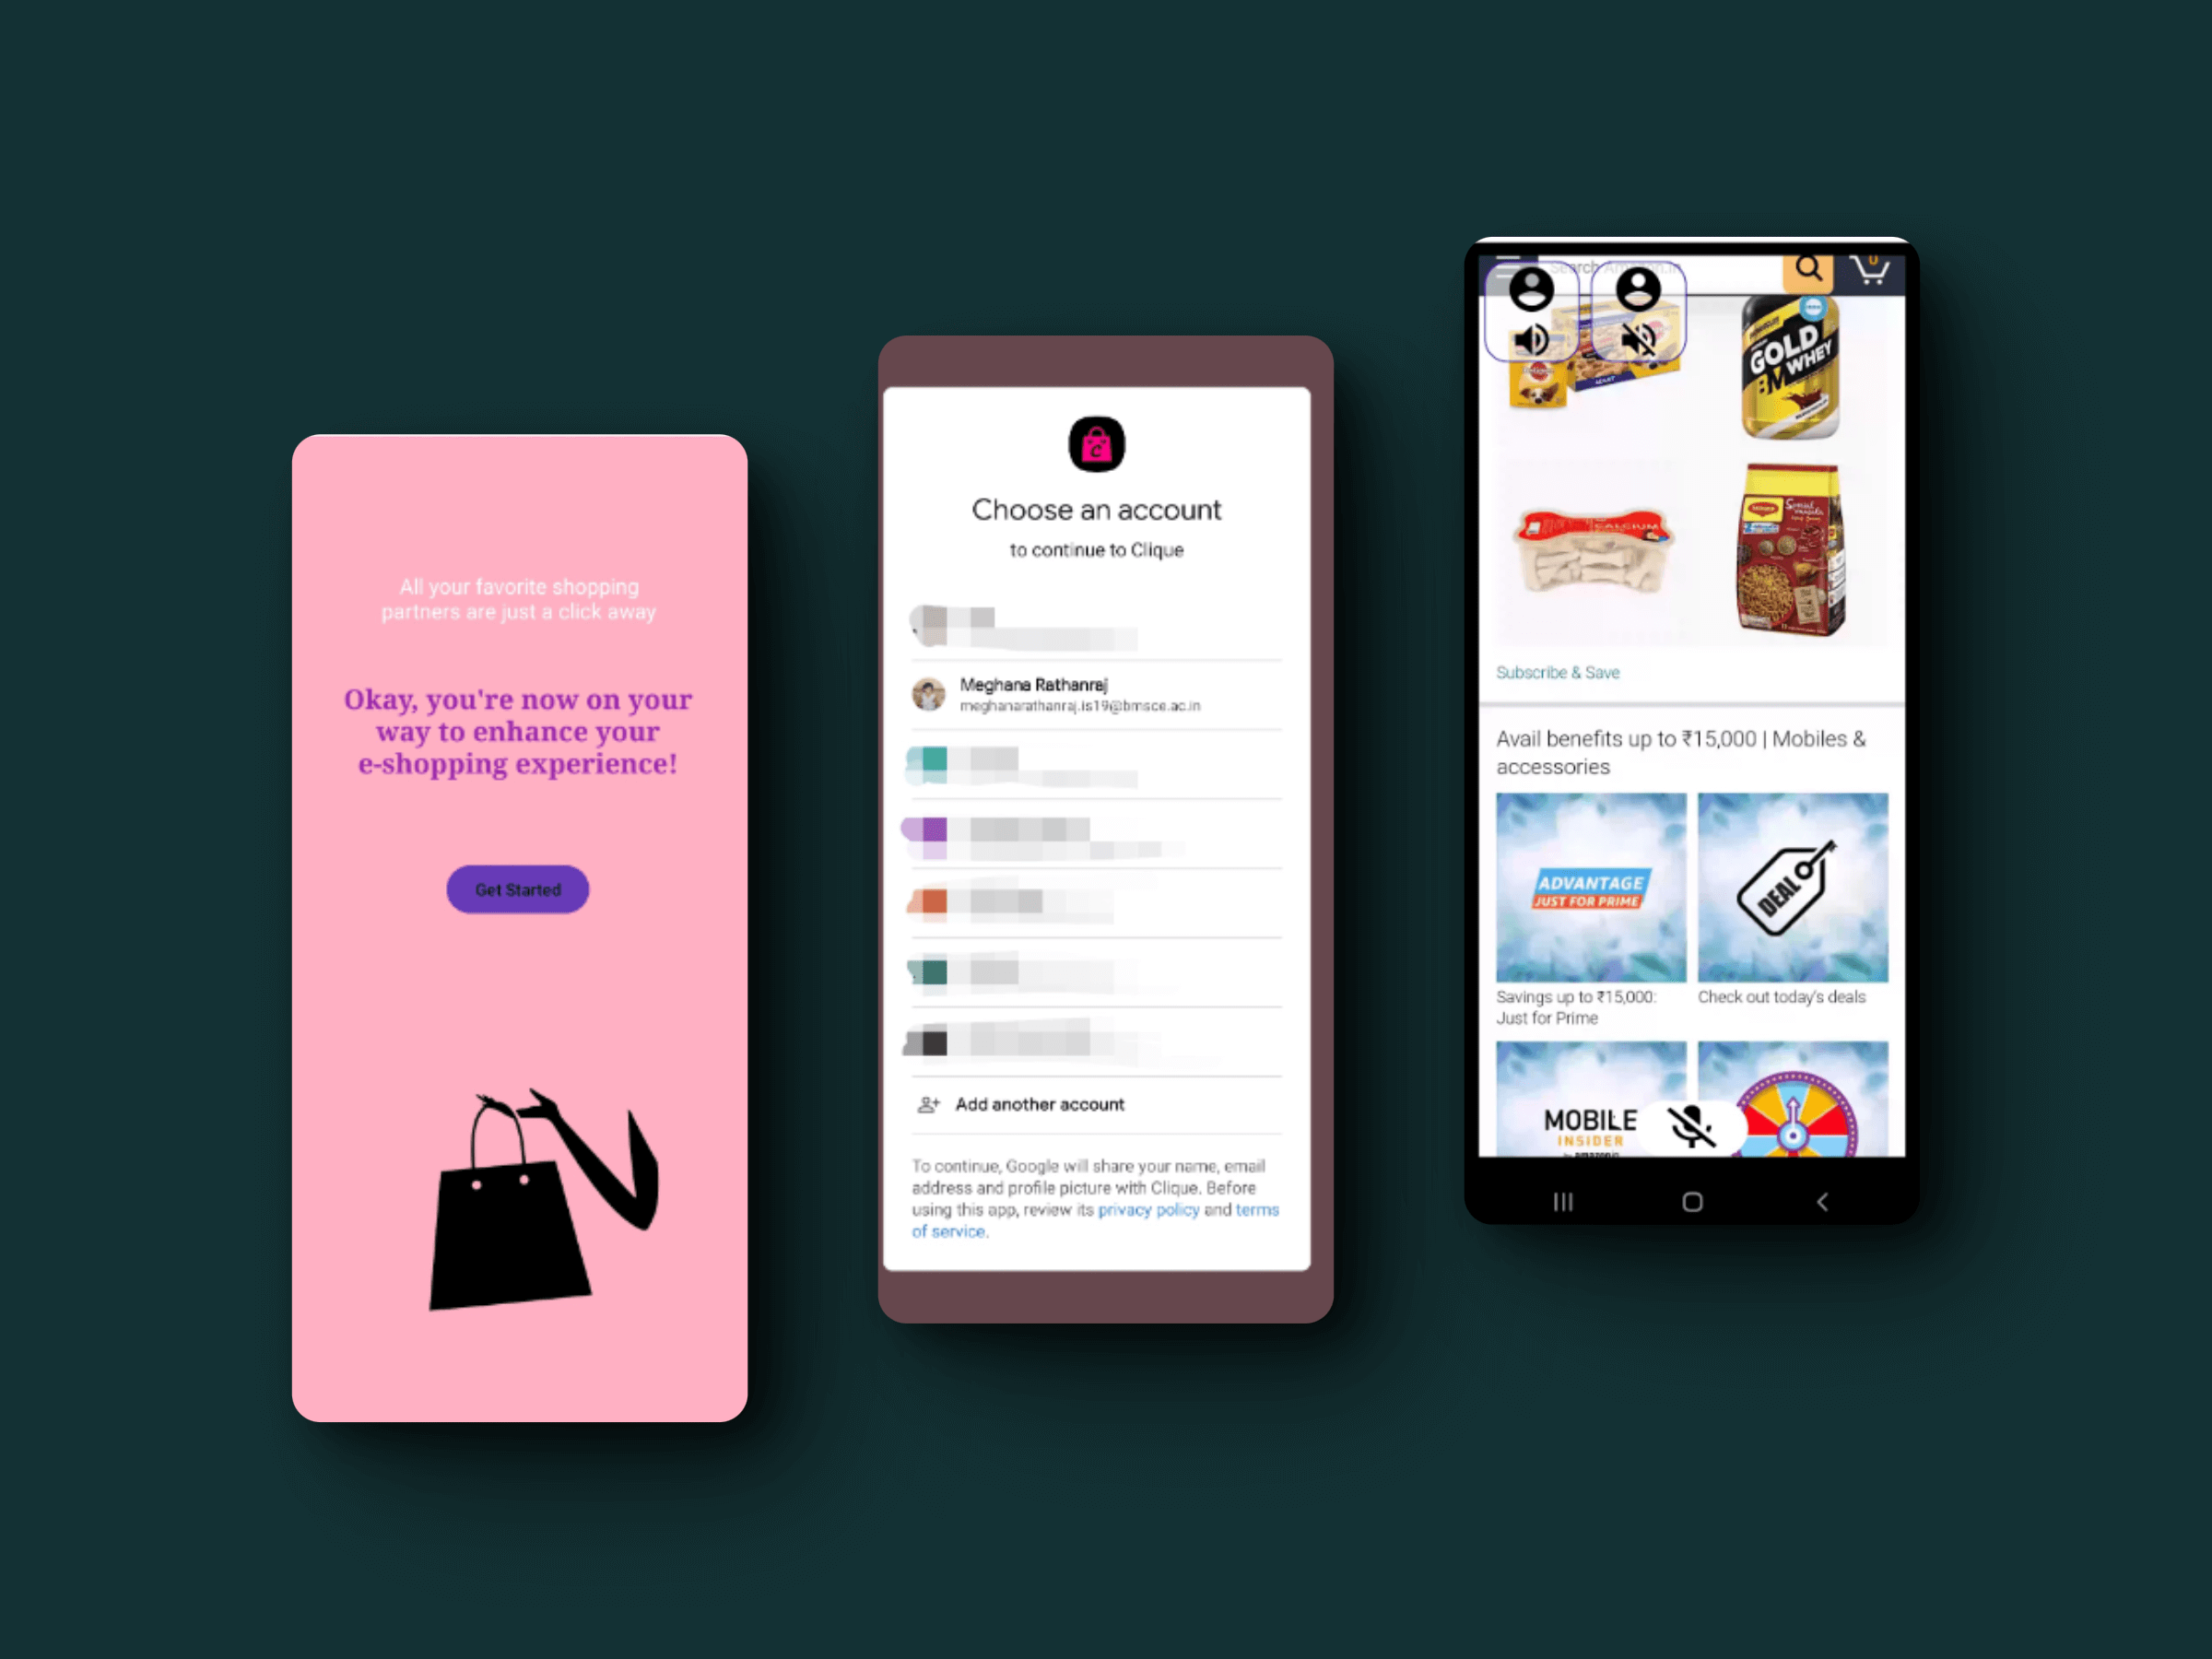 All your favorite shopping
partners are just a click away
Okay, you're now on your
way to enhance your
e-shopping experience!
Get Started
C
Choose an account
to continue to Clique
Meghana Rathanraj
meghanarathanraj.is19@bmsce.ac.in
Add another account
To continue, Google will share your name, email
address and profile picture with Clique. Before
using this app, review its privacy policy and terms
of service.
Search Amazon.in
0
GOLD
BM WHEY
CALCIUM
Subscribe & Save
Avail benefits up to ₹15,000 | Mobiles &
accessories
ADVANTAGE
JUST FOR PRIME
DEAL
Savings up to ₹15,000:
Just for Prime
Check out today's deals
MOBILE
INSIDER